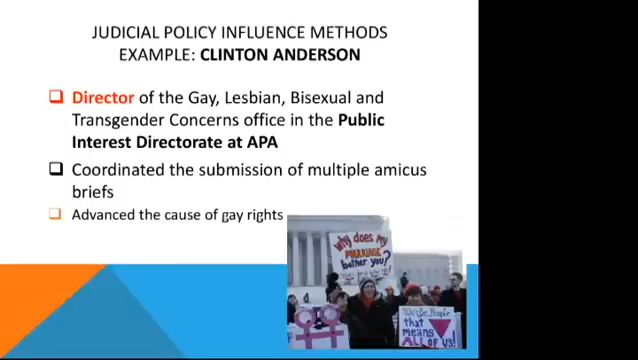 JUDICIAL POLICY INFLUENCE METHODS
EXAMPLE: CLINTON ANDERSON
Director of the Gay, Lesbian, Bisexual and
Transgender Concerns office in the Public
Interest Directorate at APA
Coordinated the submission of multiple amicus
briefs
Advanced the cause of gay rights
Why does my
MARRIAGE
bother you?
We the People
that
means
ALL OF US!